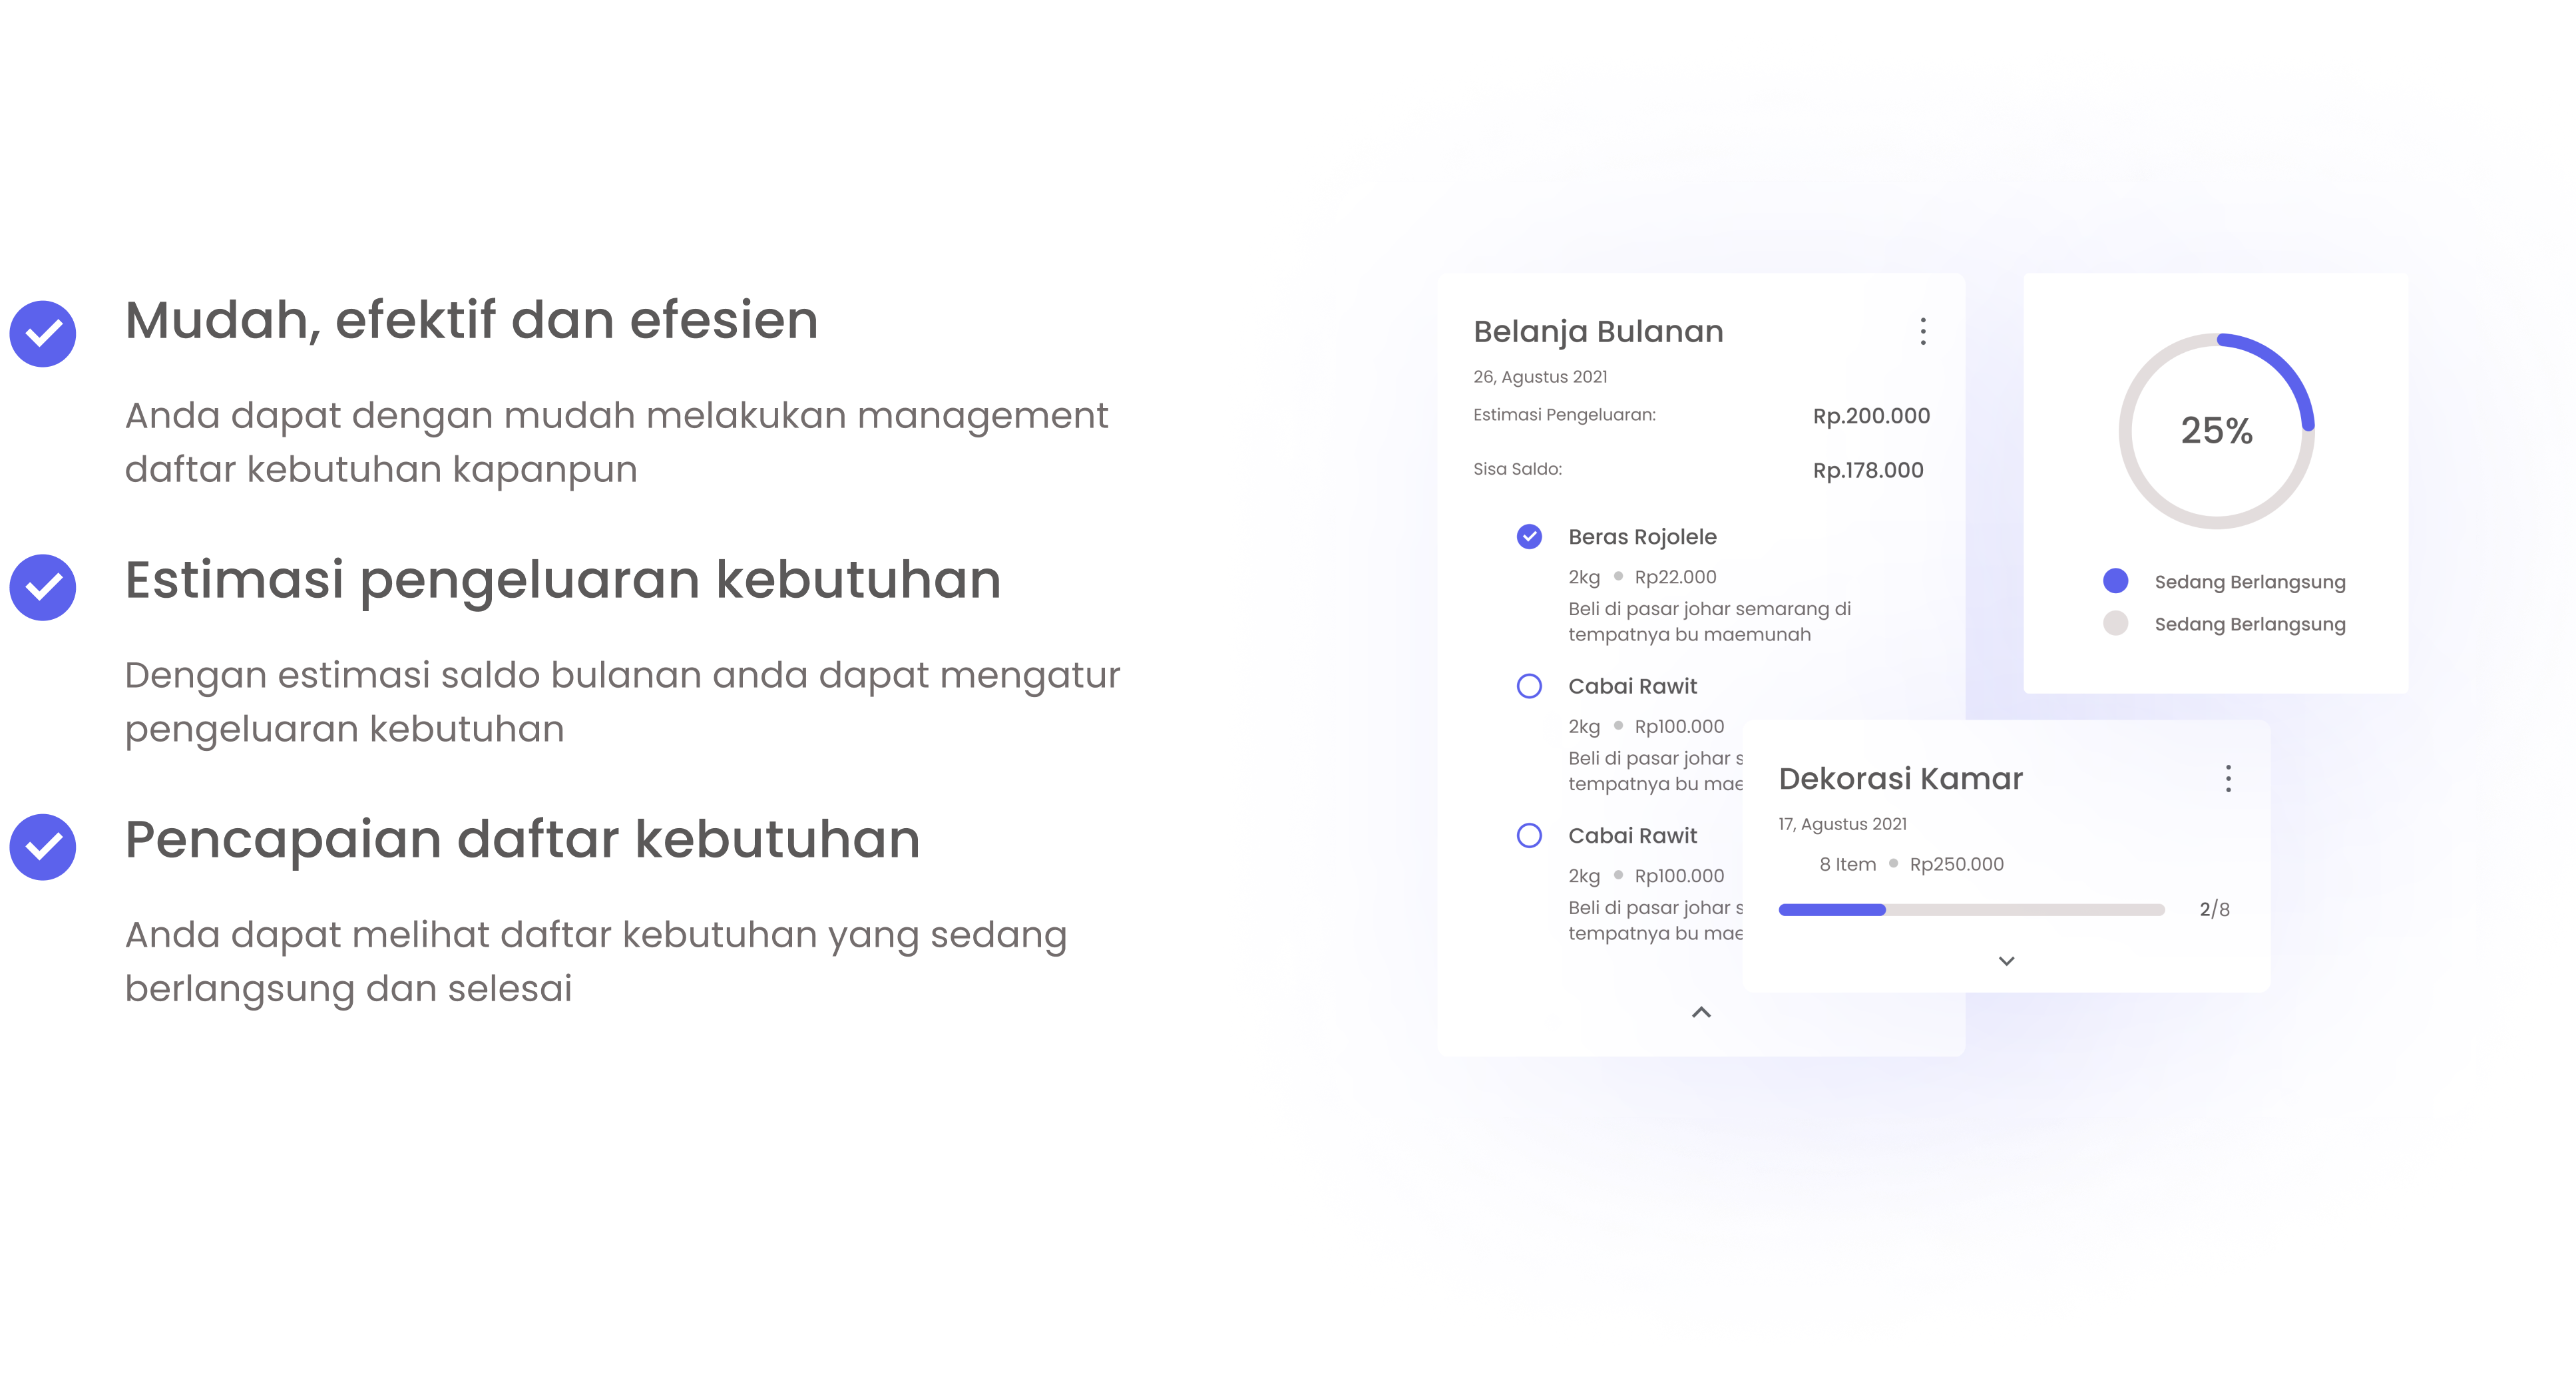 Mudah, efektif dan efesien
Anda dapat dengan mudah melakukan management
daftar kebutuhan kapanpun
Estimasi pengeluaran kebutuhan
Dengan estimasi saldo bulanan anda dapat mengatur
pengeluaran kebutuhan
Pencapaian daftar kebutuhan
Anda dapat melihat daftar kebutuhan yang sedang
berlangsung dan selesai
Belanja Bulanan
26, Agustus 2021
Estimasi Pengeluaran: Rp.200.000
Sisa Saldo: Rp.178.000
Beras Rojolele
2kg Rp22.000
Beli di pasar johar semarang di
tempatnya bu maemunah
Cabai Rawit
2kg Rp100.000
Beli di pasar johar
tempatnya bu
Cabai Rawit
2kg Rp100.000
Beli di pasar johar
tempatnya bu
25%
Sedang Berlangsung
Sedang Berlangsung
Dekorasi Kamar
17, Agustus 2021
8 Item Rp250.000
2/8